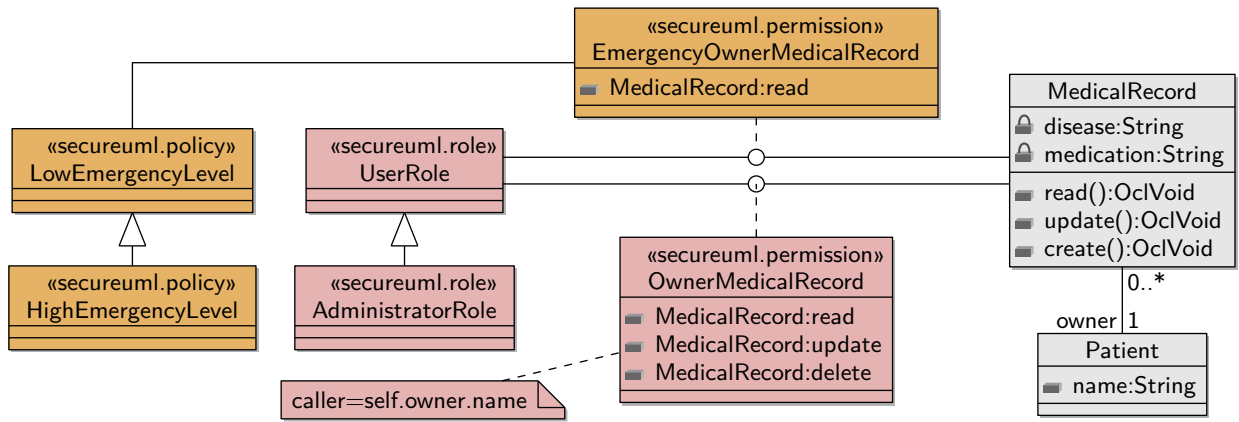 «secureuml.permission»
EmergencyOwnerMedicalRecord
MedicalRecord:read
MedicalRecord
disease:String
medication:String
read():OclVoid
update():OclVoid
create():OclVoid
«secureuml.policy»
LowEmergencyLevel
«secureuml.role»
UserRole
«secureuml.policy»
HighEmergencyLevel
«secureuml.role»
AdministratorRole
«secureuml.permission»
OwnerMedicalRecord
MedicalRecord:read
MedicalRecord:update
MedicalRecord:delete
caller=self.owner.name
0..*
owner 1
Patient
name:String